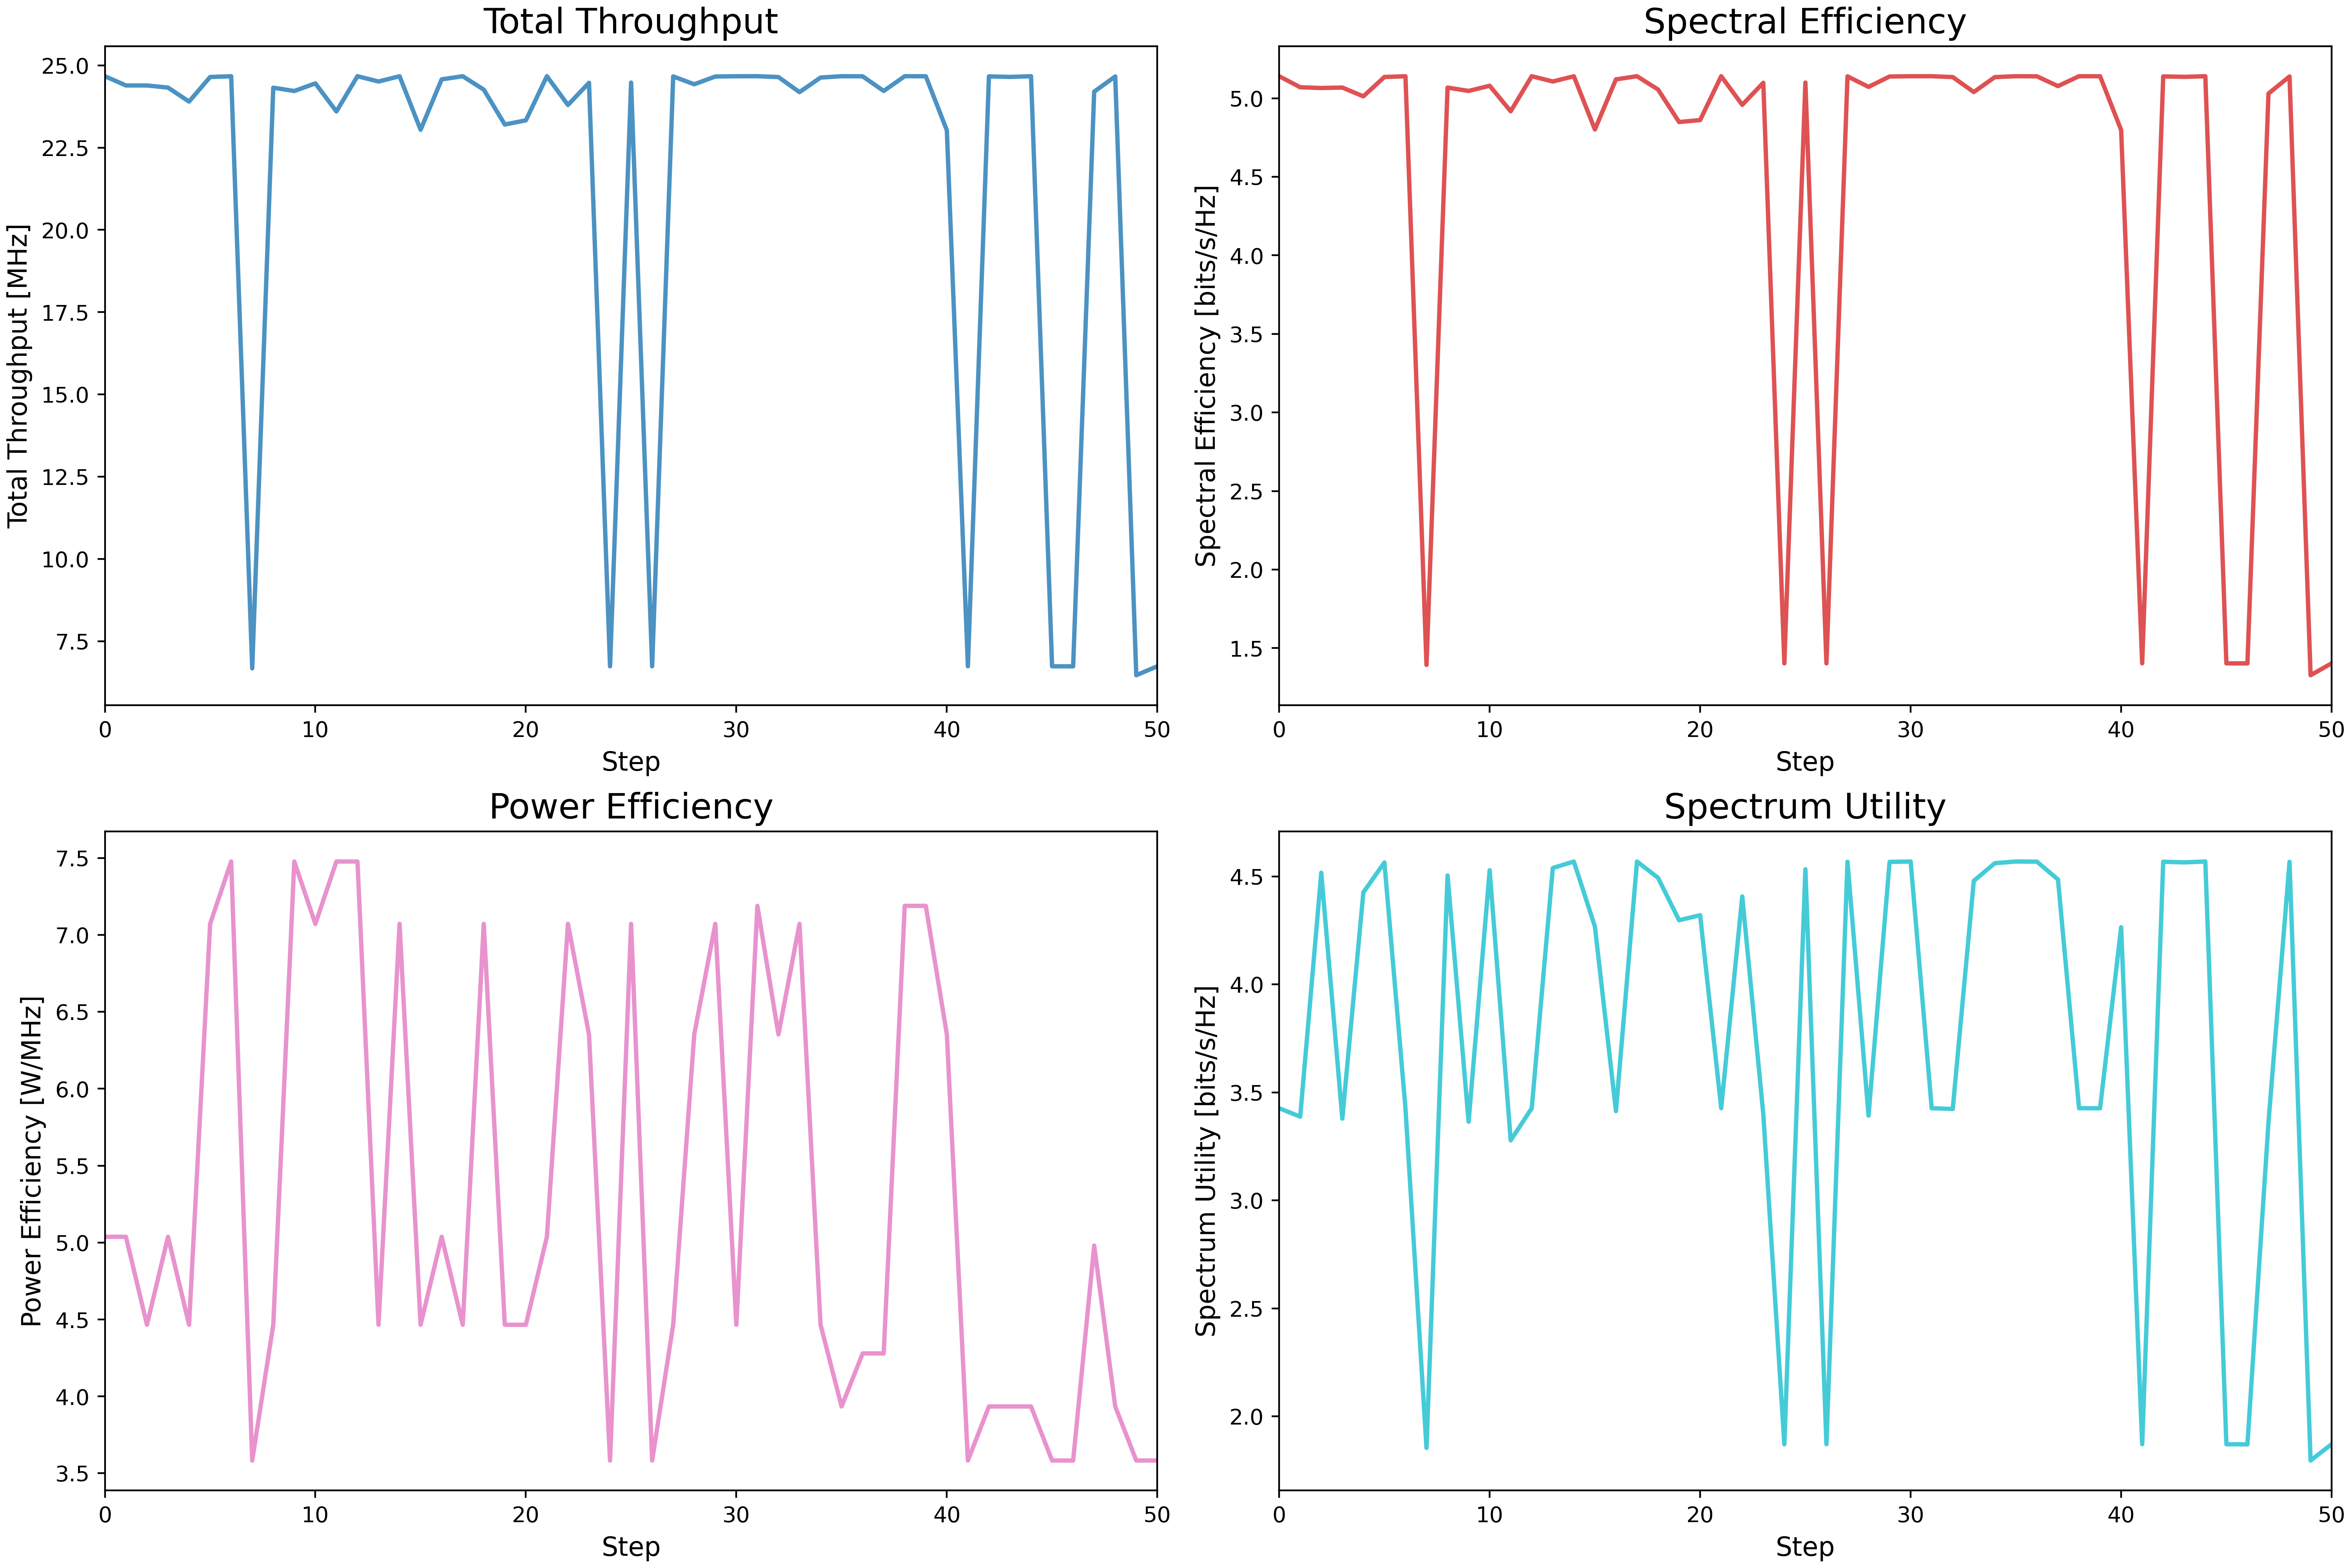 Total Throughput
Total Throughput [MHz]
25.0
22.5
20.0
17.5
15.0
12.5
10.0
7.5
0 10 20 30 40 50
Step
Spectral Efficiency
Spectral Efficiency [bits/s/Hz]
5.0
4.5
4.0
3.5
3.0
2.5
2.0
1.5
0 10 20 30 40 50
Step
Power Efficiency
Power Efficiency [W/MHz]
7.5
7.0
6.5
6.0
5.5
5.0
4.5
4.0
3.5
0 10 20 30 40 50
Step
Spectrum Utility
Spectrum Utility [bits/s/Hz]
4.5
4.0
3.5
3.0
2.5
2.0
0 10 20 30 40 50
Step